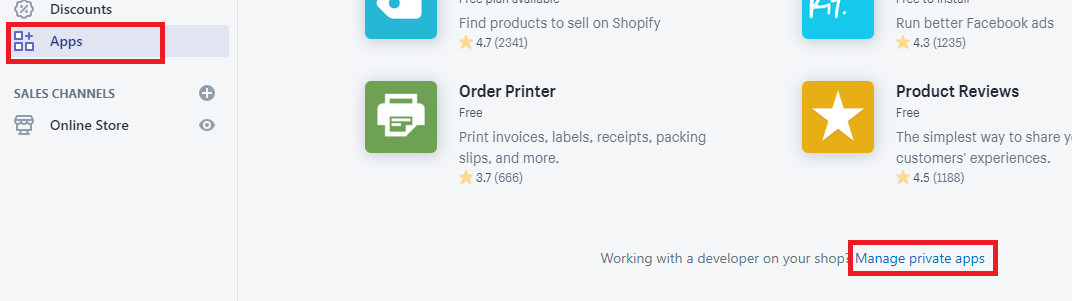 Discounts
Apps
SALES CHANNELS
Online Store
Free plan available
Find products to sell on Shopify
4.7 (2341)
Free to install
Run better Facebook ads
4.3 (1235)
Order Printer
Free
Print invoices, labels, receipts, packing
slips, and more.
3.7 (666)
Product Reviews
Free
The simplest way to share
customers' experiences.
4.5 (1188)
Working with a developer on your shop? Manage private apps